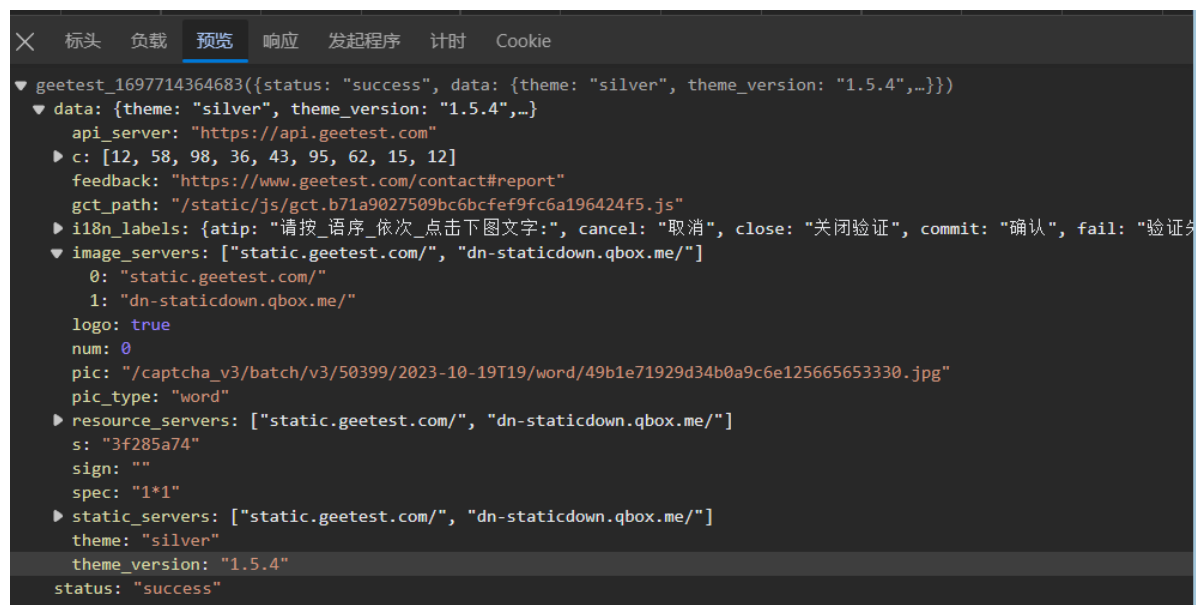 标头 负载 预览 响应 发起程序 计时 Cookie
geetest_1697714364683({status: "success", data: {theme: "silver", theme_version: "1.5.4",…}})
data: {theme: "silver", theme_version: "1.5.4",…}
api_server: "https://api.geetest.com"
c: [12, 58, 98, 36, 43, 95, 62, 15, 12]
feedback: "https://www.geetest.com/contact#report"
gct_path: "/static/js/gct.b71a9027509bc6bcfef9fc6a196424f5.js"
i18n_labels: {atip: "请按_语序_依次_点击下图文字:", cancel: "取消", close: "关闭验证", commit: "确认", fail: "验证
image_servers: ["static.geetest.com/", "dn-staticdown.qbox.me/"]
0: "static.geetest.com/"
1: "dn-staticdown.qbox.me/"
logo: true
num: 0
pic: "/captcha_v3/batch/v3/50399/2023-10-19T19/word/49b1e71929d34b0a9c6e125665653330.jpg"
pic_type: "word"
resource_servers: ["static.geetest.com/", "dn-staticdown.qbox.me/"]
s: "3f285a74"
sign: ""
spec: "1*1"
static_servers: ["static.geetest.com/", "dn-staticdown.qbox.me/"]
theme: "silver"
theme_version: "1.5.4"
status: "success"